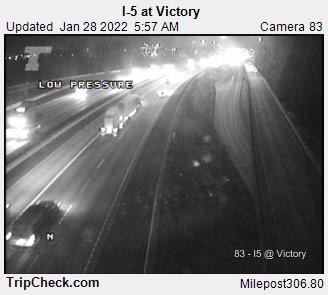 I-5 at Victory
Updated Jan 28 2022 5:57 AM Camera 83
T
LOW PRESSURE
N
83 - I5 @ Victory
TripCheck.com Milepost306.80